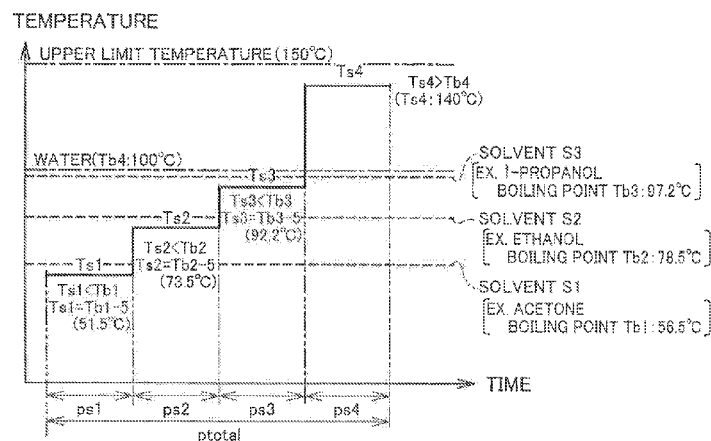 TEMPERATURE
UPPER LIMIT TEMPERATURE(150°C)
Ts4
Ts4>Tb4
(Ts4:140°C)
WATER(Tb4:100°C)
Ts3
Ts3<Tb3
Ts3=Tb3-5
(92.2°C)
SOLVENT S3
EX. 1-PROPANOL
BOILING POINT Tb3:97.2°C
Ts2
Ts2<Tb2
Ts2=Tb2-5
(73.5°C)
SOLVENT S2
EX. ETHANOL
BOILING POINT Tb2:78.5°C
Ts1
Ts1<Tb1
Ts1=Tb1-5
(51.5°C)
SOLVENT S1
EX. ACETONE
BOILING POINT Tb1:56.5°C
TIME
ps1 ps2 ps3 ps4
ptotal